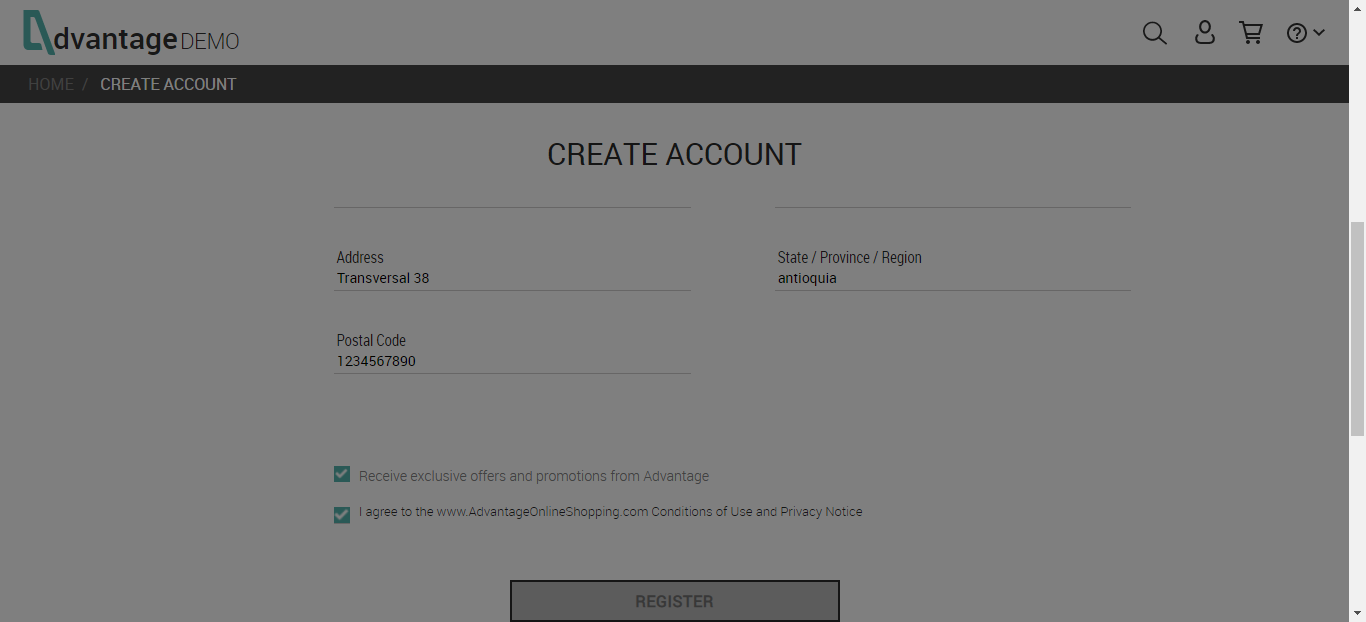 dvantage DEMO
HOME / CREATE ACCOUNT
CREATE ACCOUNT
Address
Transversal 38
State / Province / Region
antioquia
Postal Code
1234567890
Receive exclusive offers and promotions from Advantage
I agree to the www.AdvantageOnlineShopping.com Conditions of Use and Privacy Notice
REGISTER